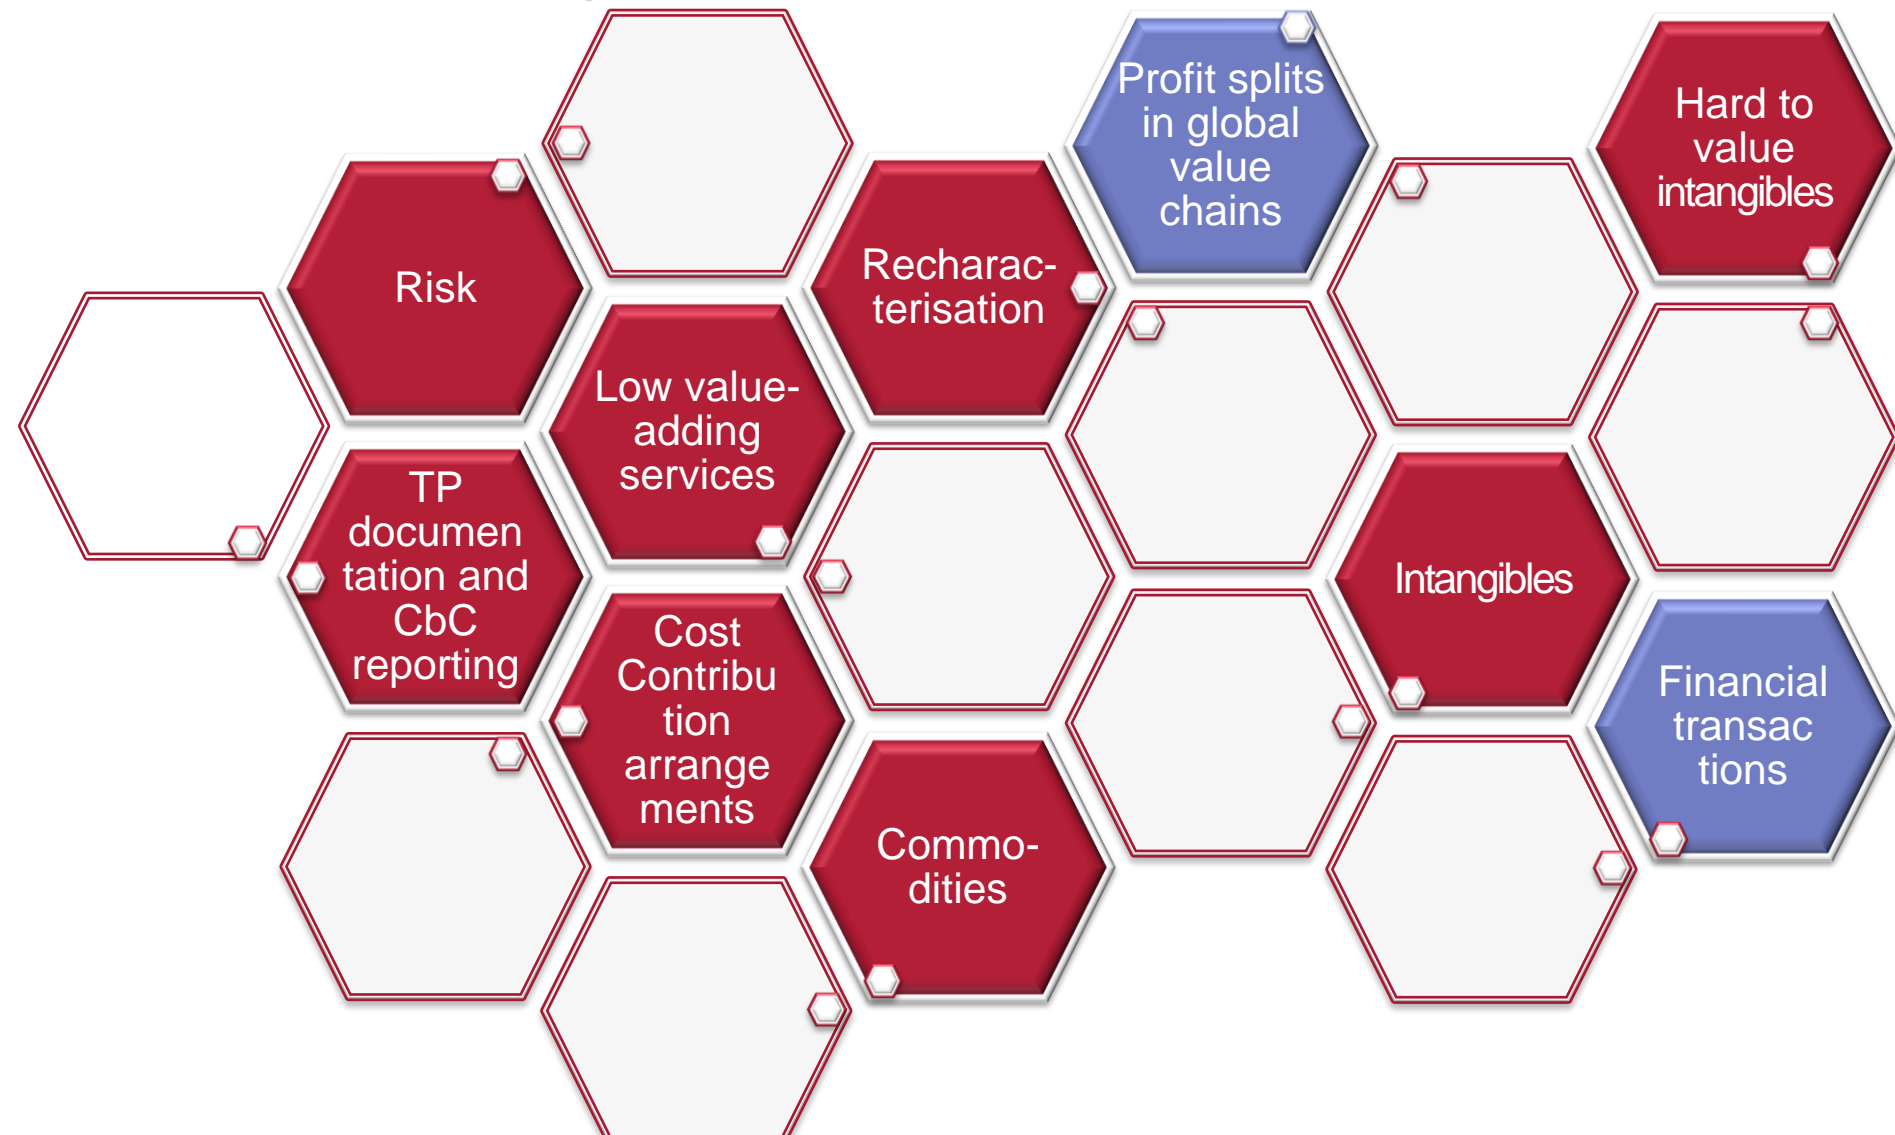 Profit splits
in global
value
chains
Hard to
value
intangibles
Risk
Recharac-
terisation
Low value-
adding
services
TP
documen
tation and
CbC
reporting
Intangibles
Cost
Contribu
tion
arrange
ments
Financial
transac
tions
Commo-
dities